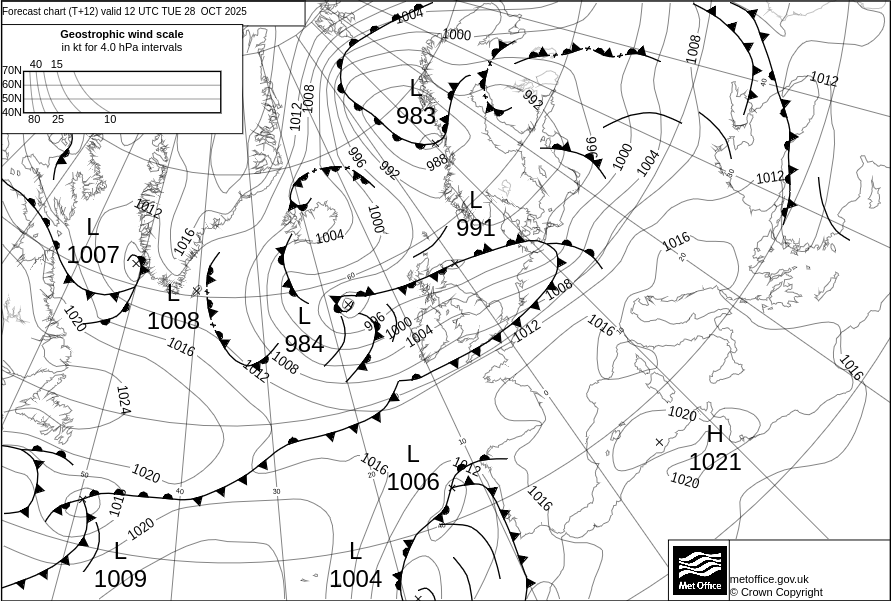 Forecast chart (T+12) valid 12 UTC TUE 28 OCT 2025
Geostrophic wind scale
in kt for 4.0 hPa intervals
40 15
70N
60N
50N
40N
80 25 10
1004
1000
1008
1012
1012
1008
L
983
992
996
992
988
996
1000
1004
1012
1012
1016
L
1007
1000
1004
L
991
1016
20
60
L
1008
L
984
996
1000
1004
1008
1012
1016
1020
1016
1012
1008
1016
1024
0
1020
H
1021
1020
10
L
1006
1016
1012
20
1020
50
40
30
1016
1020
L
1009
L
1004
Met Office
metoffice.gov.uk
© Crown Copyright